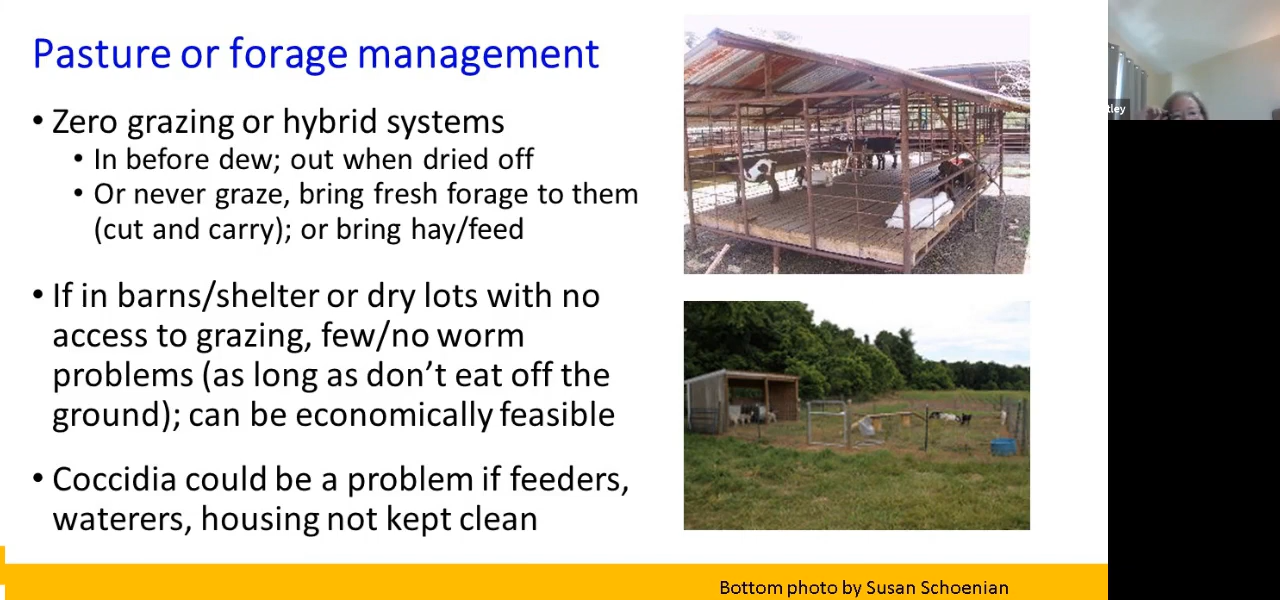 Pasture or forage management
• Zero grazing or hybrid systems
• In before dew; out when dried off
• Or never graze, bring fresh forage to them
(cut and carry); or bring hay/feed
• If in barns/shelter or dry lots with no
access to grazing, few/no worm
problems (as long as don’t eat off the
ground); can be economically feasible
• Coccidia could be a problem if feeders,
waterers, housing not kept clean
Bottom photo by Susan Schoenian
tley